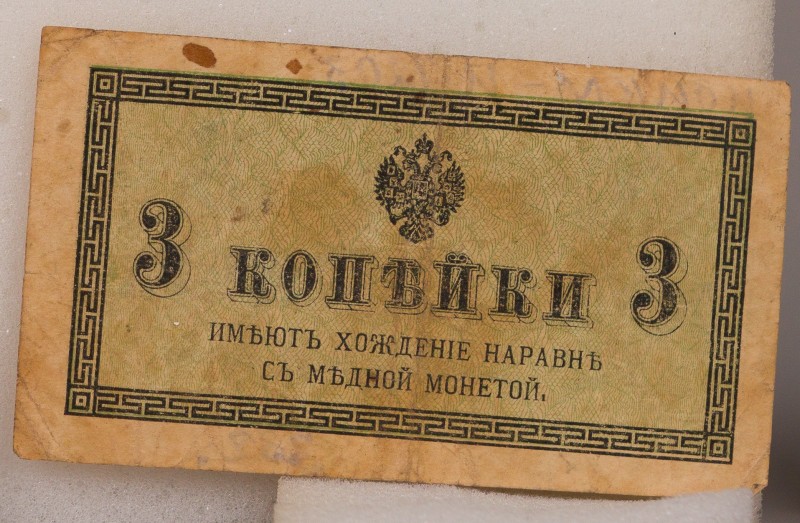 3 КОПѢЙКИ 3
ИМѢЮТЪ ХОЖДЕНІЕ НАРАВНѢ
СЪ МѢДНОЙ МОНЕТОЙ.